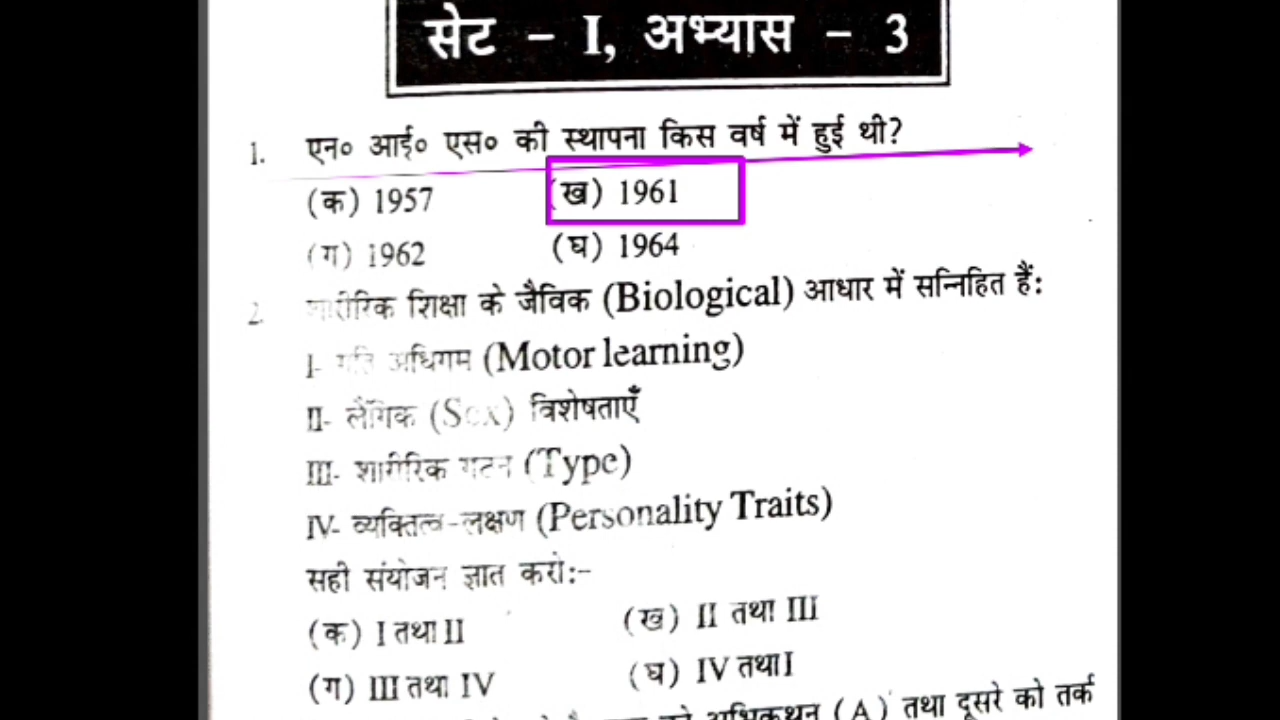 सेट - I, अभ्यास - 3
1. एन० आई० एस० की स्थापना किस वर्ष में हुई थी?
(क) 1957 (ख) 1961
(ग) 1962 (घ) 1964
2. शारीरिक शिक्षा के जैविक (Biological) आधार में सन्निहित हैं:
I- गति अधिगम (Motor learning)
II- लैंगिक (Sex) विशेषताएँ
III- शारीरिक गठन (Type)
IV- व्यक्तित्व-लक्षण (Personality Traits)
सही संयोजन ज्ञात करो:-
(क) I तथा II (ख) II तथा III
(ग) III तथा IV (घ) IV तथा I
अभिकथन (A) तथा दूसरे को तर्क